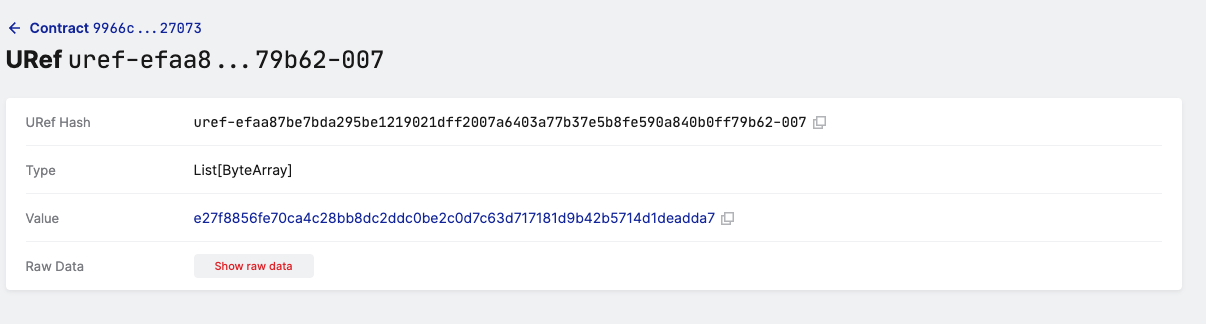 ← Contract 9966c...27073
URef uref-efaa8...79b62-007
URef Hash uref-efaa87be7bda295be1219021dff2007a6403a77b37e5b8fe590a840b0ff79b62-007
Type List[ByteArray]
Value e27f8856fe70ca4c28bb8dc2ddc0be2c0d7c63d717181d9b42b5714d1deadda7
Raw Data Show raw data